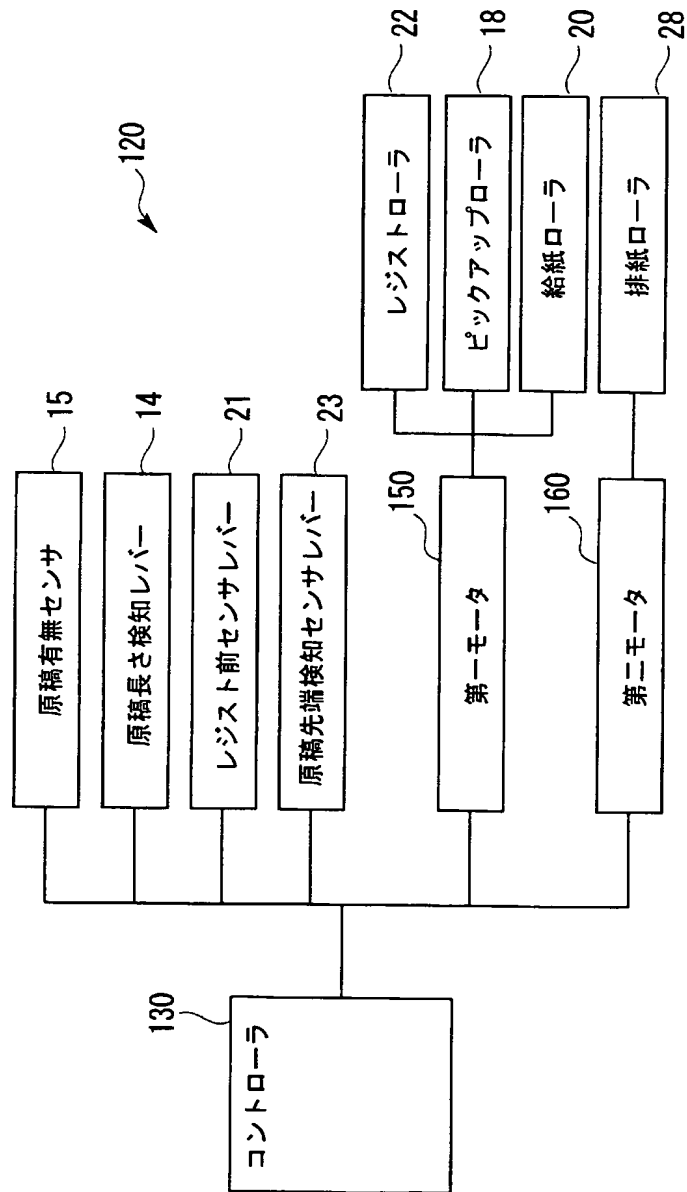 120
130
コントローラ
15
原稿有無センサ
14
原稿長さ検知レバー
21
レジスト前センサレバー
23
原稿先端検知センサレバー
150
第一モータ
160
第二モータ
22
レジストローラ
18
ピックアップローラ
20
給紙ローラ
28
排紙ローラ